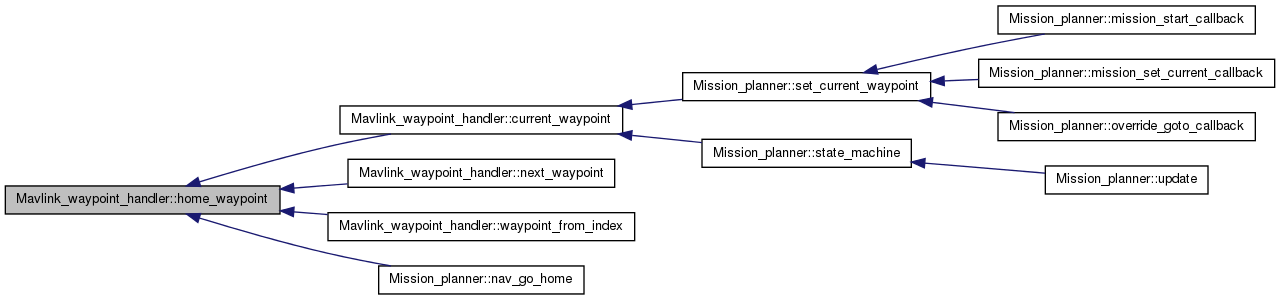 Mission_planner::mission_start_callback
Mission_planner::mission_set_current_callback
Mission_planner::set_current_waypoint
Mavlink_waypoint_handler::current_waypoint
Mission_planner::override_goto_callback
Mission_planner::state_machine
Mavlink_waypoint_handler::next_waypoint
Mission_planner::update
Mavlink_waypoint_handler::home_waypoint
Mavlink_waypoint_handler::waypoint_from_index
Mission_planner::nav_go_home